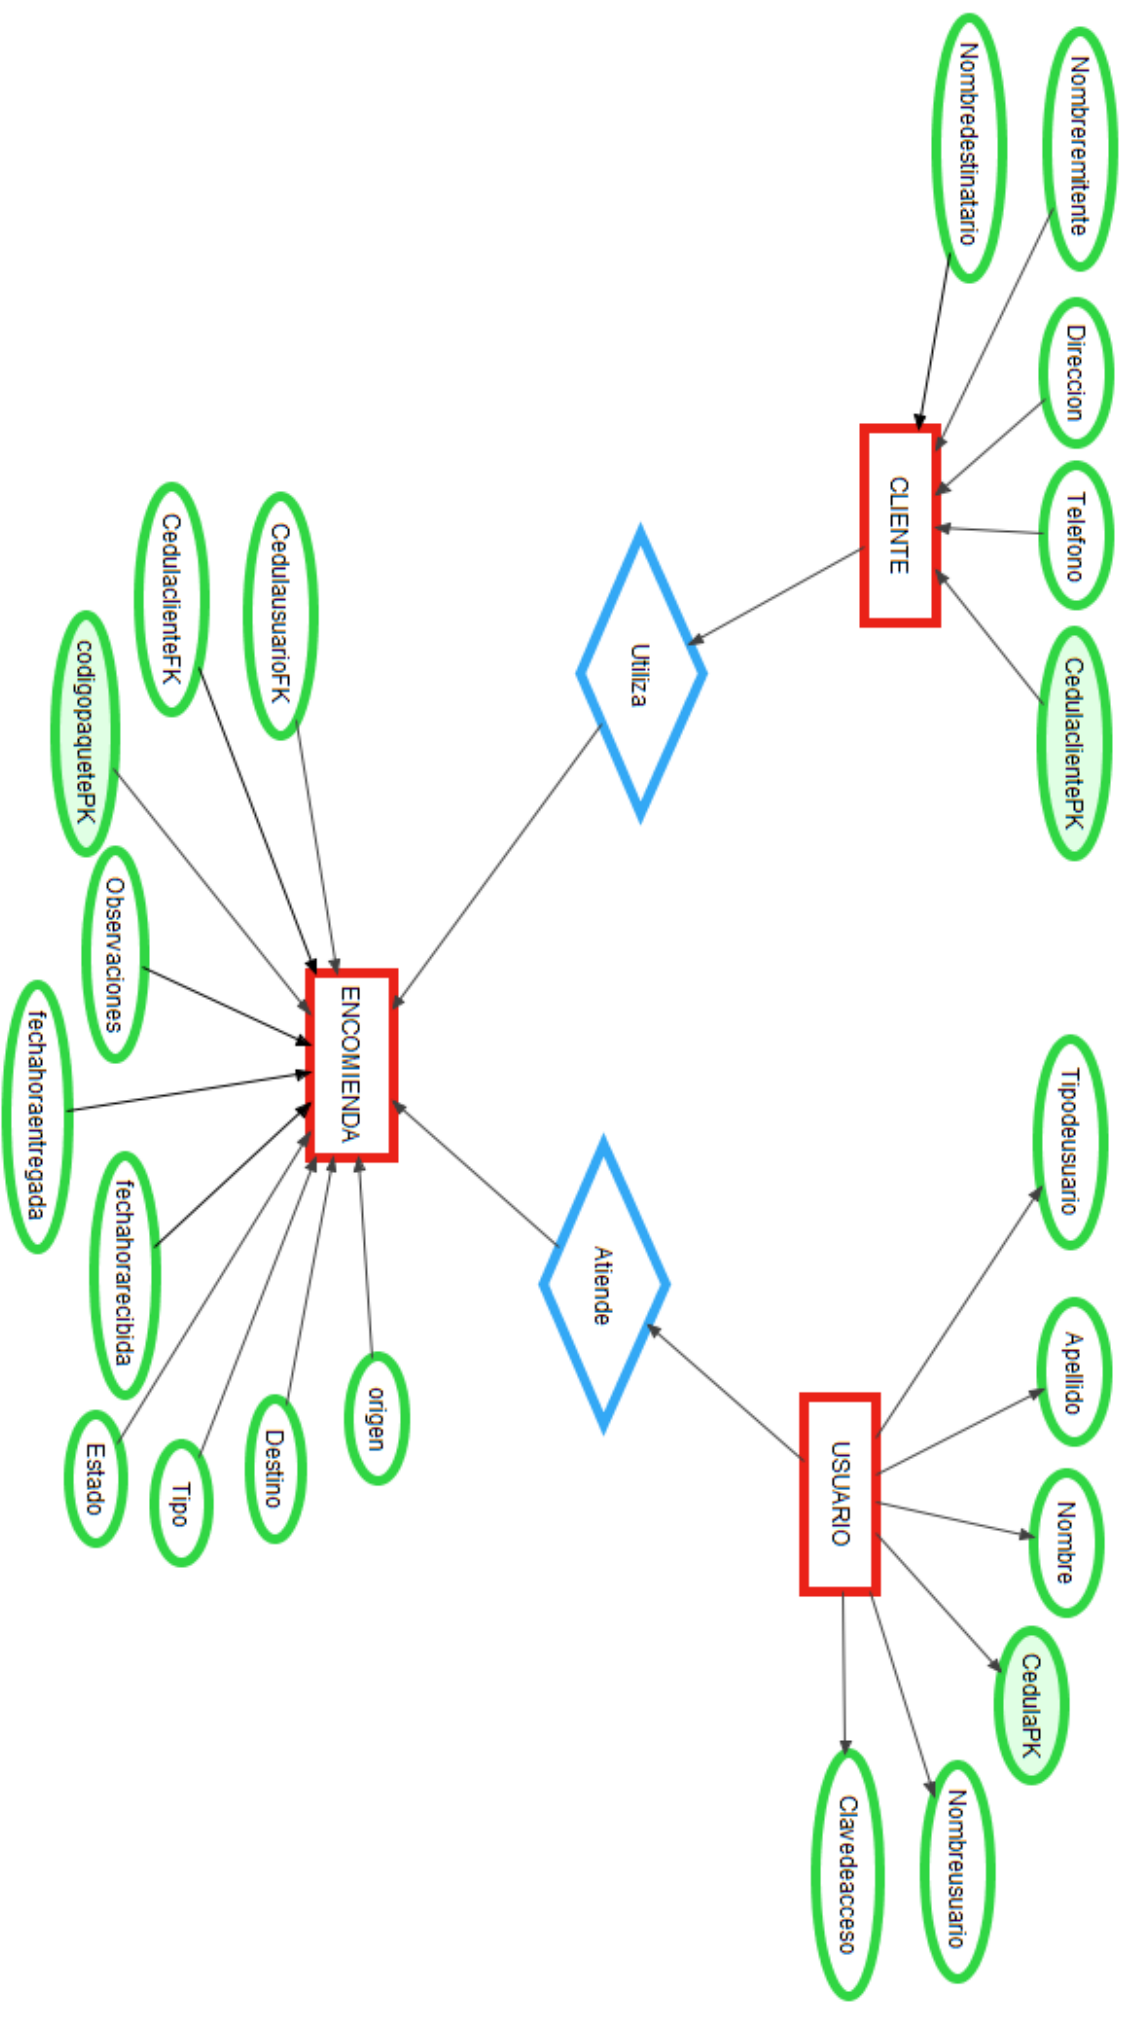 Nombreremitente
Direccion
Telefono
CedulaclientePK
Nombredestinatario
CLIENTE
Tipodeusuario
Apellido
Nombre
CedulaPK
Nombreusuario
Clavedeacceso
USUARIO
Utiliza
Atiende
ENCOMIENDA
CedulausuarioFK
CedulaclienteFK
codigopaquetePK
Observaciones
fechahoraentregada
fechahorarecibida
Estado
Tipo
Destino
origen